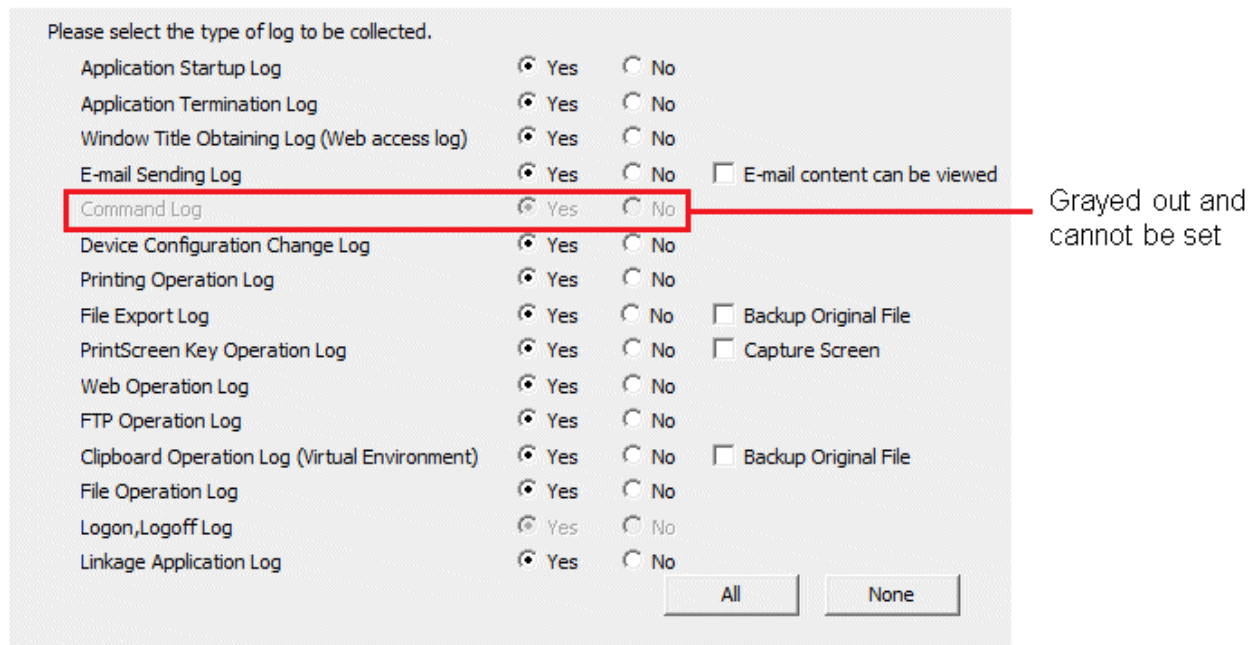 Please select the type of log to be collected.
Application Startup Log Yes No
Application Termination Log Yes No
Window Title Obtaining Log (Web access log) Yes No
E-mail Sending Log Yes No E-mail content can be viewed
Command Log Yes No
Grayed out and
cannot be set
Device Configuration Change Log Yes No
Printing Operation Log Yes No
File Export Log Yes No Backup Original File
PrintScreen Key Operation Log Yes No Capture Screen
Web Operation Log Yes No
FTP Operation Log Yes No
Clipboard Operation Log (Virtual Environment) Yes No Backup Original File
File Operation Log Yes No
Logon,Logoff Log Yes No
Linkage Application Log Yes No
All None